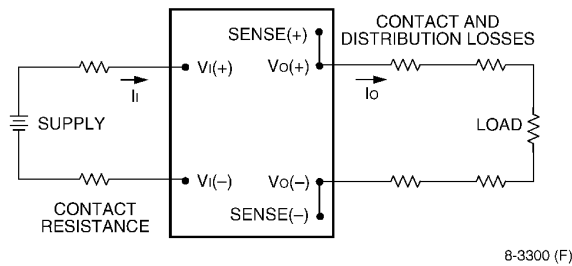 CONTACT AND
DISTRIBUTION LOSSES
SENSE(+)
VI(+)
VO(+)
II
IO
SUPPLY
LOAD
VI(–)
VO(–)
CONTACT
RESISTANCE
SENSE(–)
8-3300 (F)